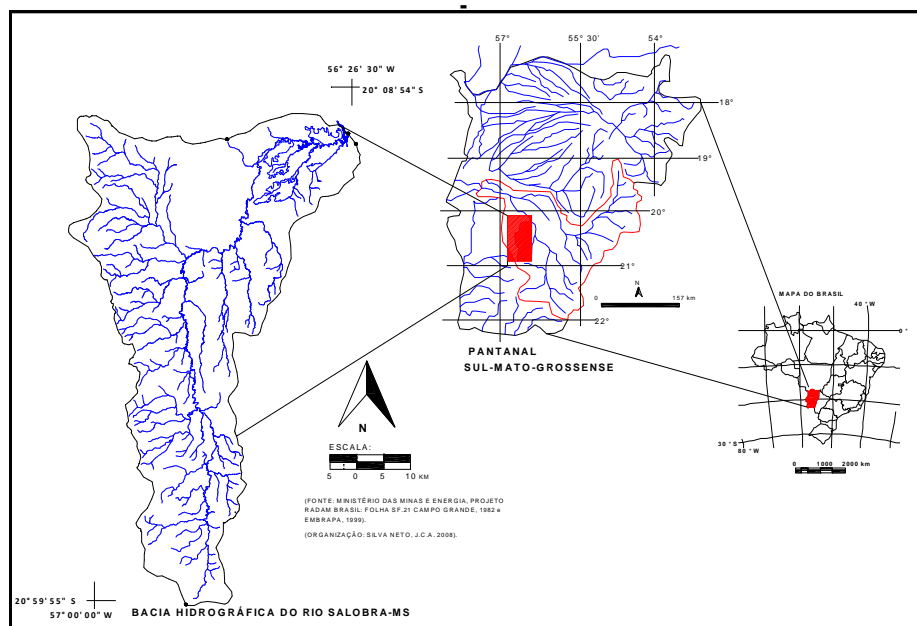 56° 26' 30" W
20° 08' 54" S
57°
55° 30'
54°
18°
19°
20°
21°
22°
N
0 157 km
PANTANAL
SUL-MATO-GROSSENSE
MAPA DO BRASIL
40 ° W
0 °
30 ° S
80 ° W
0 1000 2000 km
N
ESCALA:
5 0 5 10 KM
(FONTE: MINISTÉRIO DAS MINAS E ENERGIA, PROJETO
RADAM BRASIL: FOLHA SF.21 CAMPO GRANDE, 1982 e
EMBRAPA, 1999).
(ORGANIZAÇÃO: SILVA NETO, J.C.A. 2008).
20° 59' 55" S
57° 00' 00" W
BACIA HIDROGRÁFICA DO RIO SALOBRA-MS